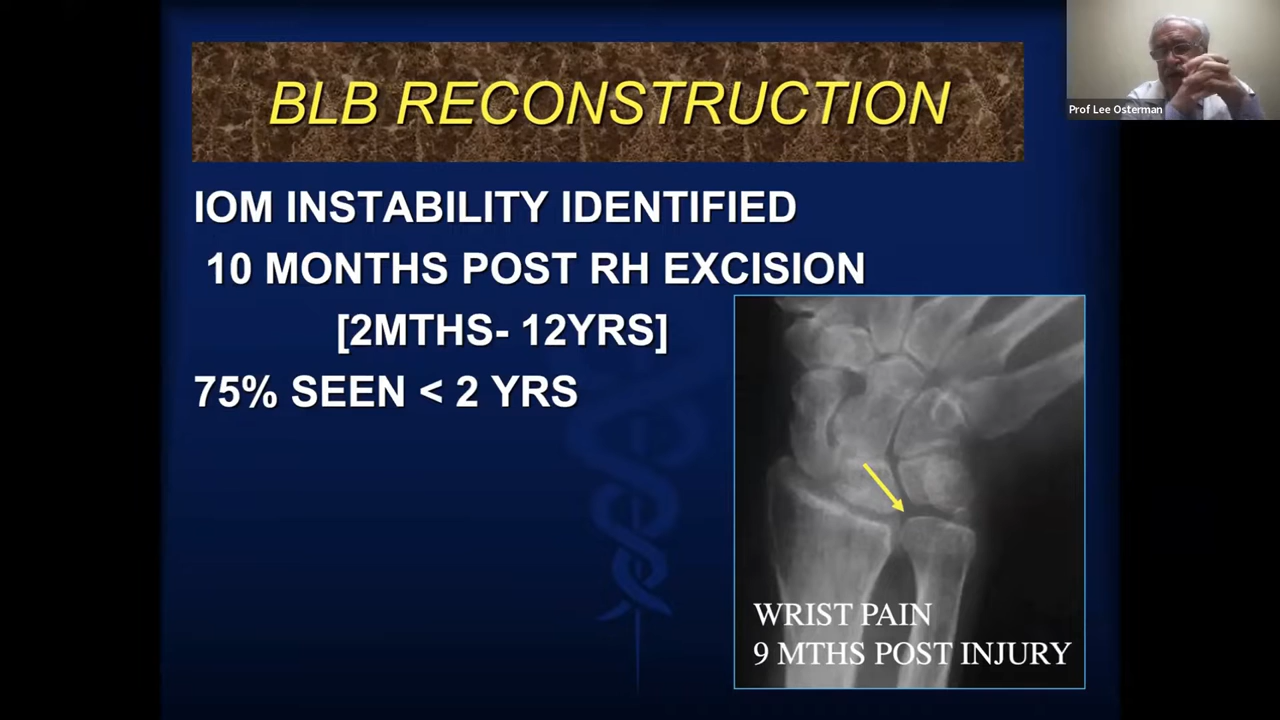 BLB RECONSTRUCTION
IOM INSTABILITY IDENTIFIED
10 MONTHS POST RH EXCISION
[2MTHS- 12YRS]
75% SEEN < 2 YRS
WRIST PAIN
9 MTHS POST INJURY
Prof Lee Osterman